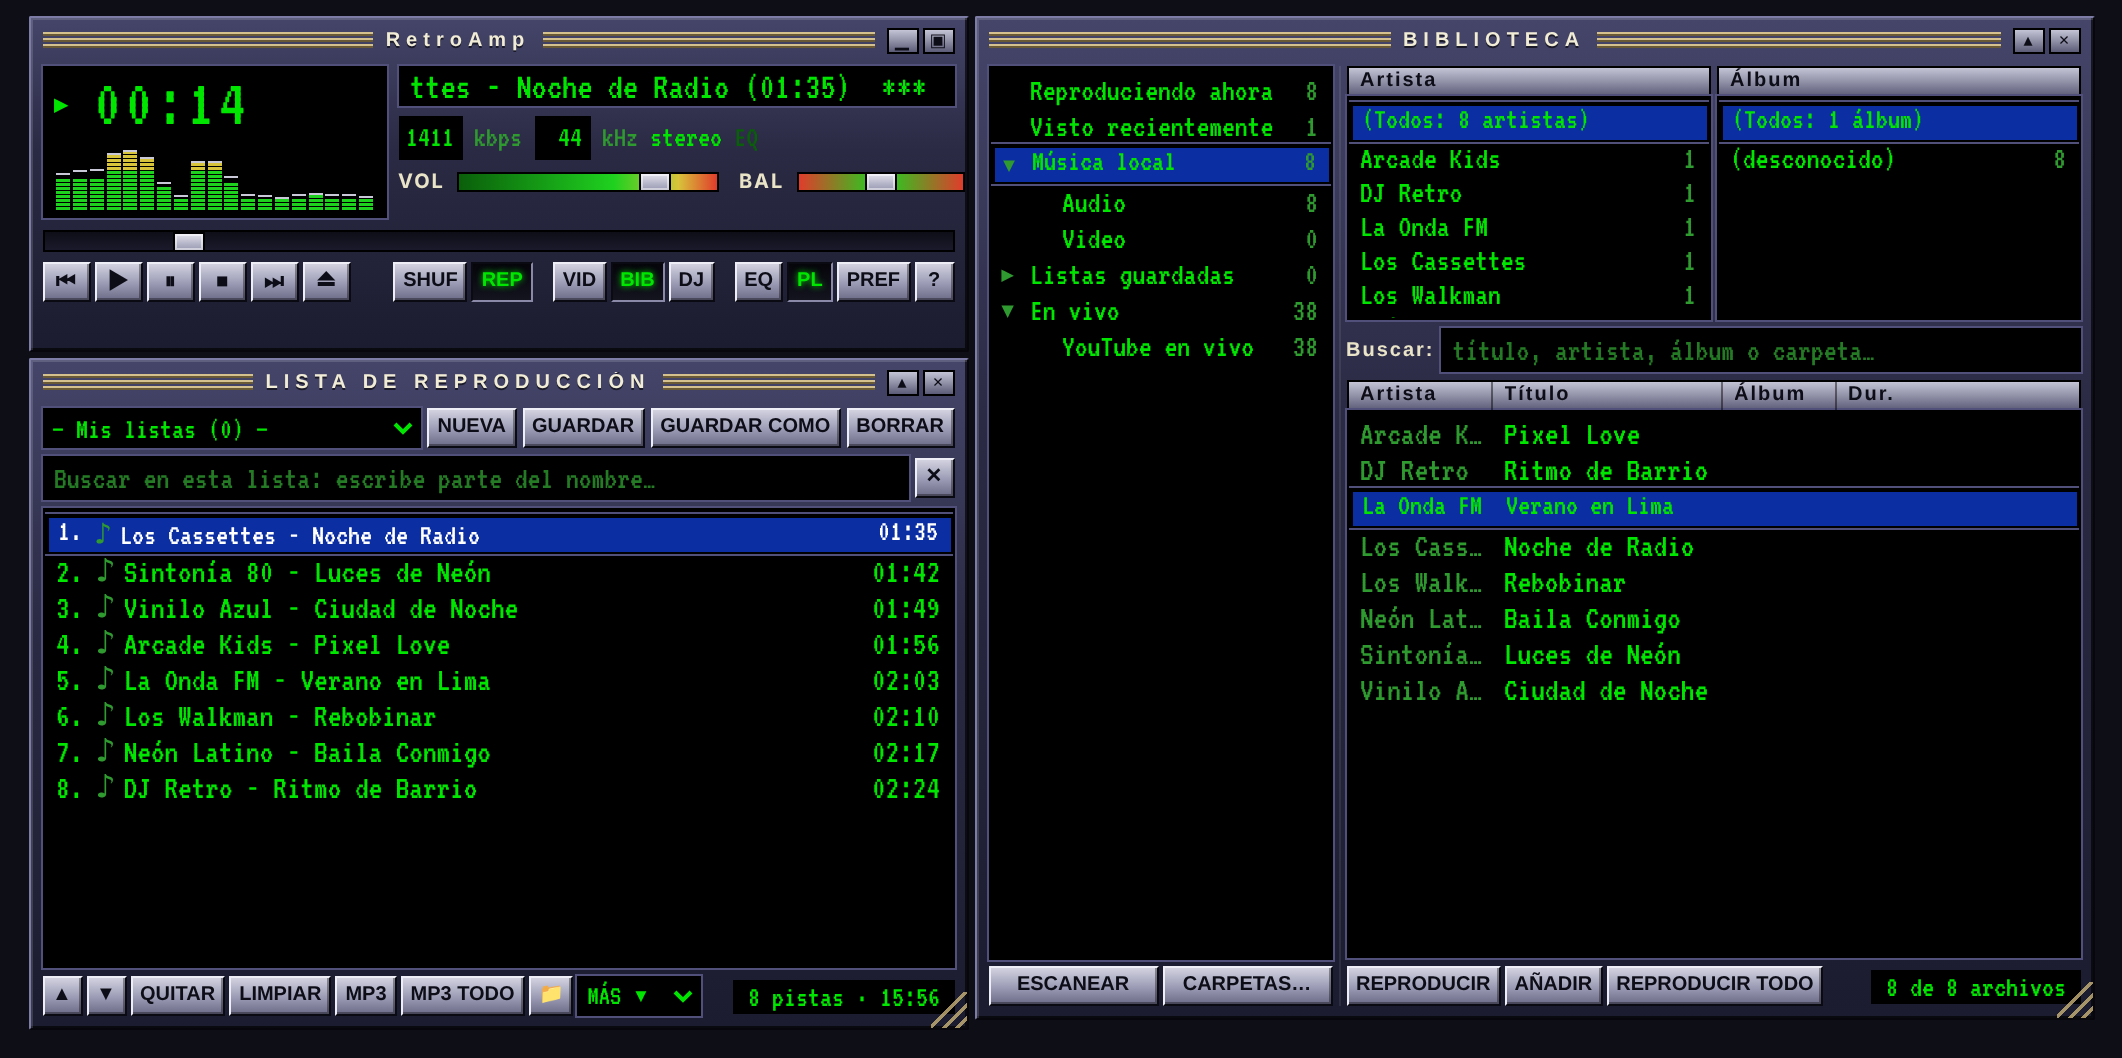 RetroAmp
00:14
ttes - Noche de Radio (01:35) ***
1411 kbps 44 kHz stereo EQ
VOL BAL
SHUF REP VID BIB DJ EQ PL PREF ?
LISTA DE REPRODUCCIÓN
- Mis listas (0) - NUEVA GUARDAR GUARDAR COMO BORRAR
Buscar en esta lista: escribe parte del nombre…
1. Los Cassettes - Noche de Radio 01:35
2. Sintonía 80 - Luces de Neón 01:42
3. Vinilo Azul - Ciudad de Noche 01:49
4. Arcade Kids - Pixel Love 01:56
5. La Onda FM - Verano en Lima 02:03
6. Los Walkman - Rebobinar 02:10
7. Neón Latino - Baila Conmigo 02:17
8. DJ Retro - Ritmo de Barrio 02:24
QUITAR LIMPIAR MP3 MP3 TODO MÁS ▼ 8 pistas · 15:56
BIBLIOTECA
Reproduciendo ahora 8
Visto recientemente 1
Música local 8
Audio 8
Video 0
Listas guardadas 0
En vivo 38
YouTube en vivo 38
ESCANEAR CARPETAS…
Artista
(Todos: 8 artistas)
Arcade Kids 1
DJ Retro 1
La Onda FM 1
Los Cassettes 1
Los Walkman 1
Álbum
(Todos: 1 álbum)
(desconocido) 8
Buscar: título, artista, álbum o carpeta…
Artista Título Álbum Dur.
Arcade K… Pixel Love
DJ Retro Ritmo de Barrio
La Onda FM Verano en Lima
Los Cass… Noche de Radio
Los Walk… Rebobinar
Neón Lat… Baila Conmigo
Sintonía… Luces de Neón
Vinilo A… Ciudad de Noche
REPRODUCIR AÑADIR REPRODUCIR TODO 8 de 8 archivos